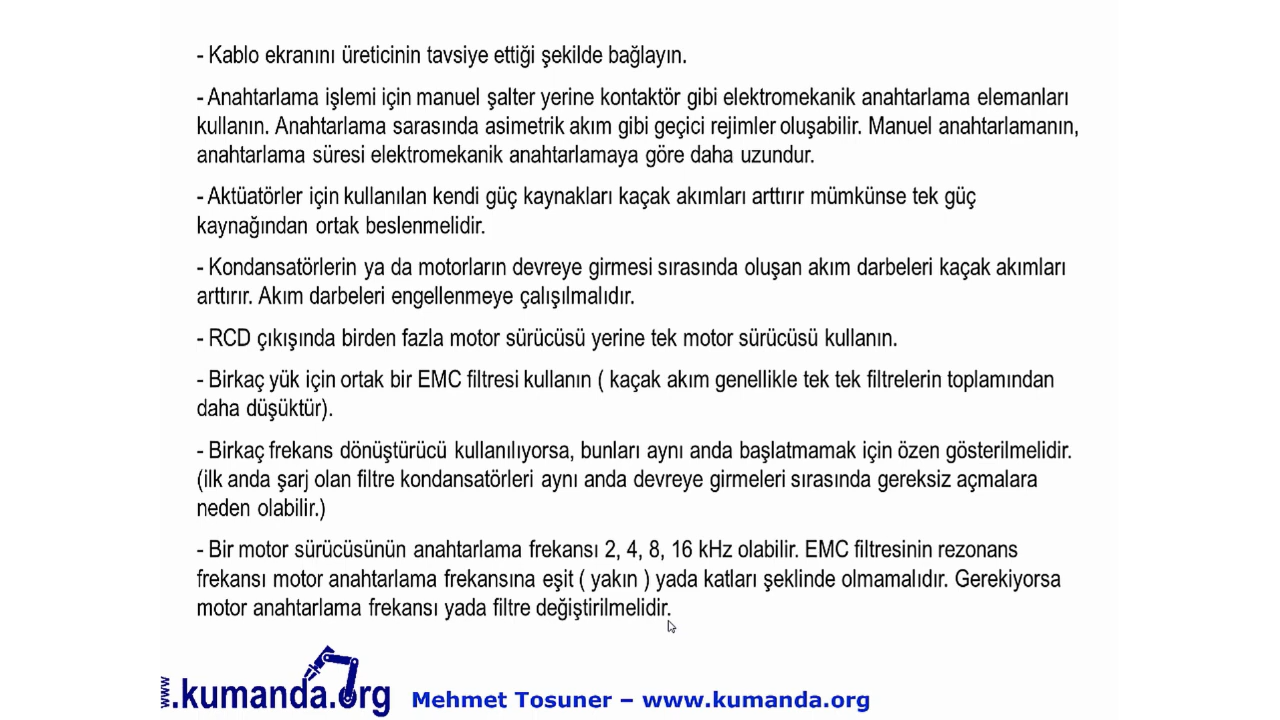 - Kablo ekranını üreticinin tavsiye ettiği şekilde bağlayın.
- Anahtarlama işlemi için manuel şalter yerine kontaktör gibi elektromekanik anahtarlama elemanları
kullanın. Anahtarlama sarasında asimetrik akım gibi geçici rejimler oluşabilir. Manuel anahtarlamanın,
anahtarlama süresi elektromekanik anahtarlamaya göre daha uzundur.
- Aktüatörler için kullanılan kendi güç kaynakları kaçak akımları arttırır mümkünse tek güç
kaynağından ortak beslenmelidir.
- Kondansatörlerin ya da motorların devreye girmesi sırasında oluşan akım darbeleri kaçak akımları
arttırır. Akım darbeleri engellenmeye çalışılmalıdır.
- RCD çıkışında birden fazla motor sürücüsü yerine tek motor sürücüsü kullanın.
- Birkaç yük için ortak bir EMC filtresi kullanın ( kaçak akım genellikle tek tek filtrelerin toplamından
daha düşüktür).
- Birkaç frekans dönüştürücü kullanılıyorsa, bunları aynı anda başlatmamak için özen gösterilmelidir.
(ilk anda şarj olan filtre kondansatörleri aynı anda devreye girmeleri sırasında gereksiz açmalara
neden olabilir.)
- Bir motor sürücüsünün anahtarlama frekansı 2, 4, 8, 16 kHz olabilir. EMC filtresinin rezonans
frekansı motor anahtarlama frekansına eşit ( yakın ) yada katları şeklinde olmamalıdır. Gerekiyorsa
motor anahtarlama frekansı yada filtre değiştirilmelidir.
www.kumanda.org Mehmet Tosuner – www.kumanda.org